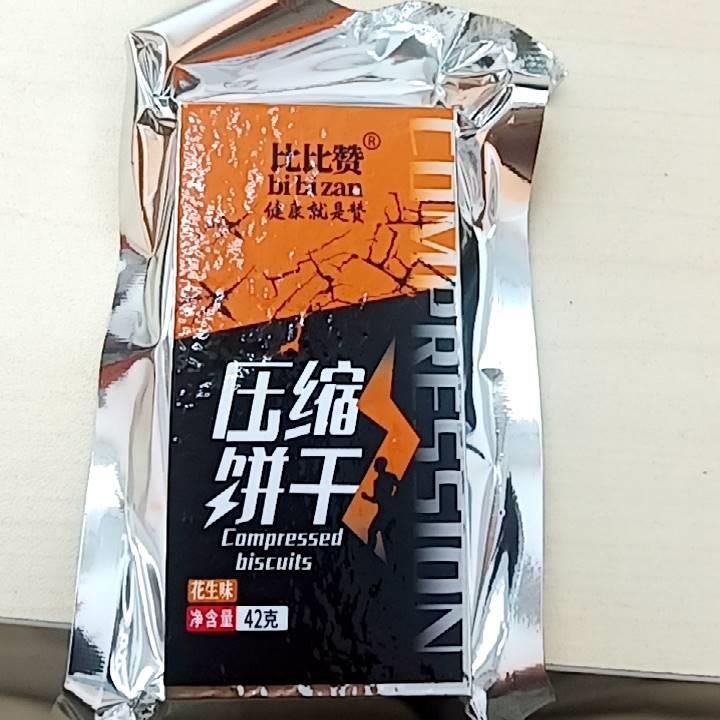 比比赞®
bibizan
健康就是赞
COMPRESSION
压缩
饼干
Compressed
biscuits
花生味
净含量 42克